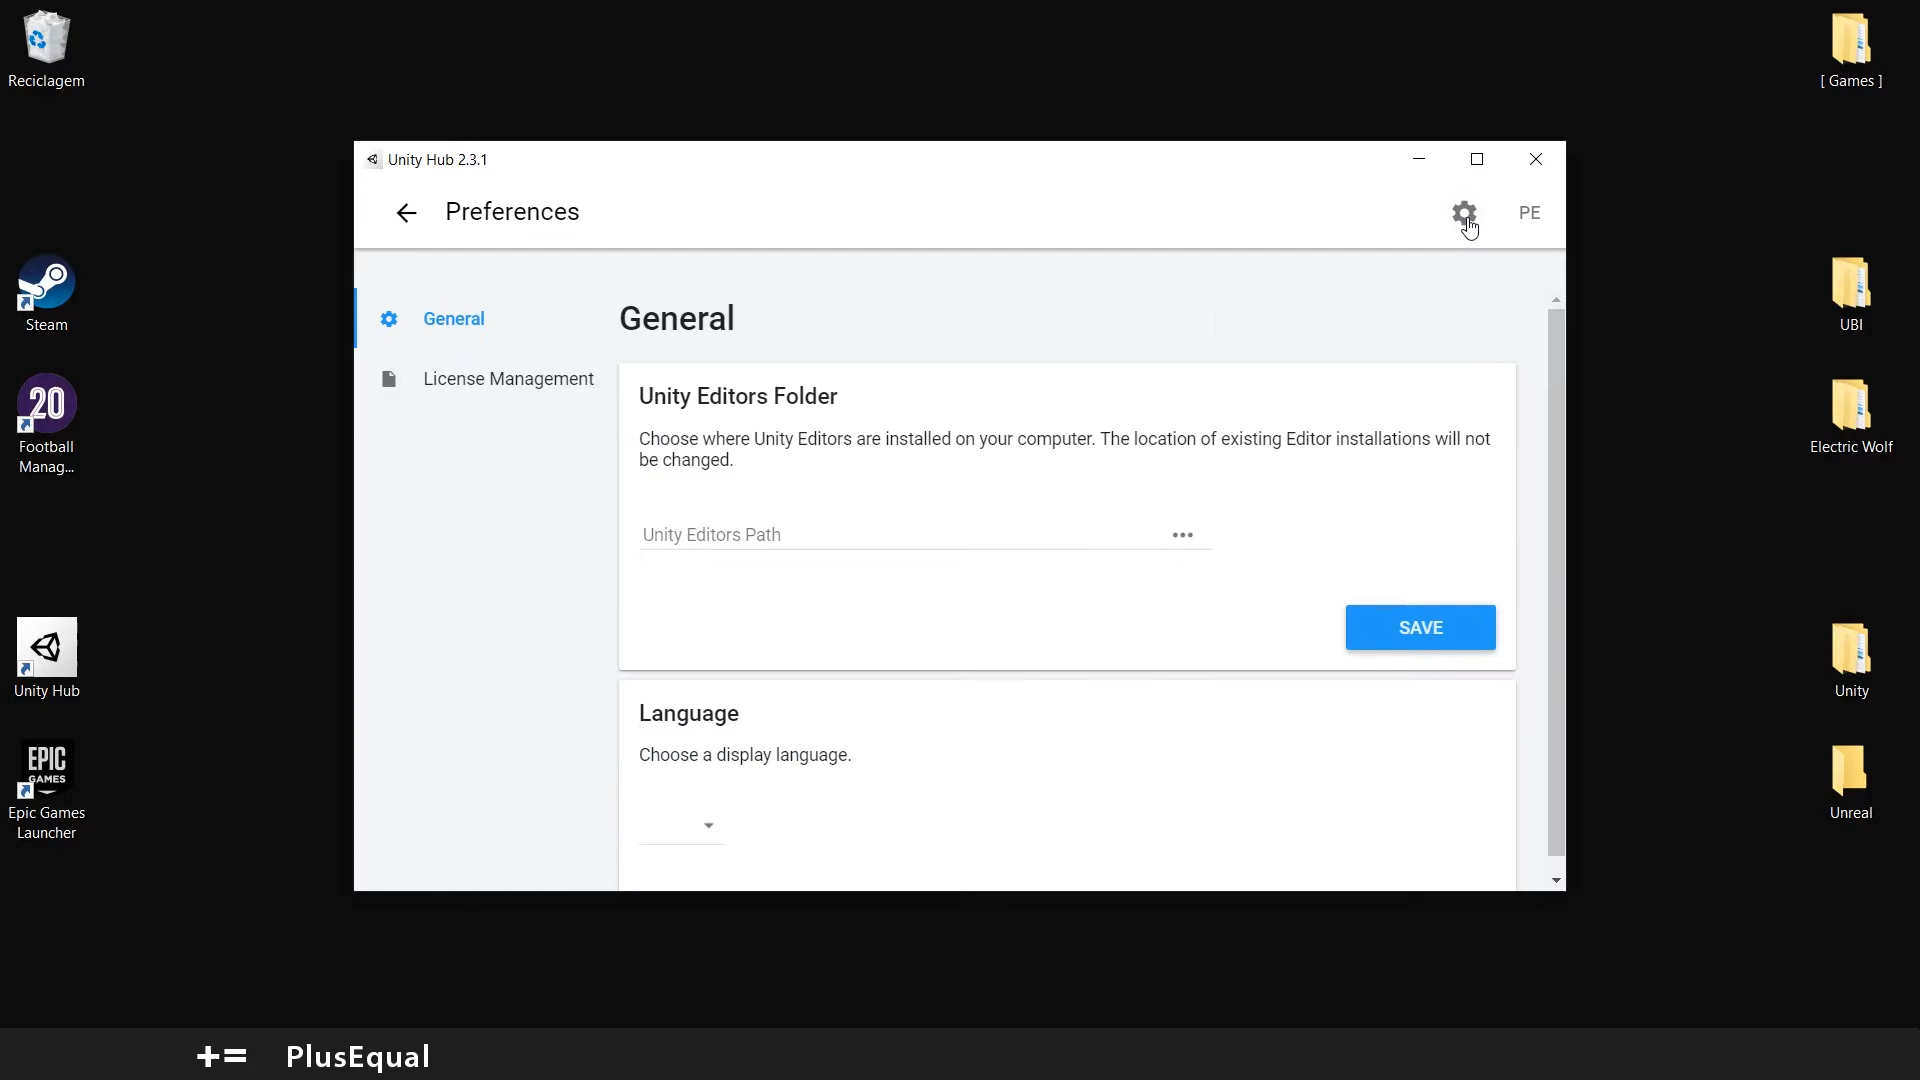 Reciclagem
[ Games ]
Unity Hub 2.3.1
Preferences
PE
Steam
UBI
General
General
License Management
20
Football
Manag...
Unity Editors Folder
Choose where Unity Editors are installed on your computer. The location of existing Editor installations will not
be changed.
Electric Wolf
Unity Editors Path
SAVE
Unity Hub
Unity
Language
Choose a display language.
EPIC
GAMES
Epic Games
Launcher
Unreal
+= PlusEqual